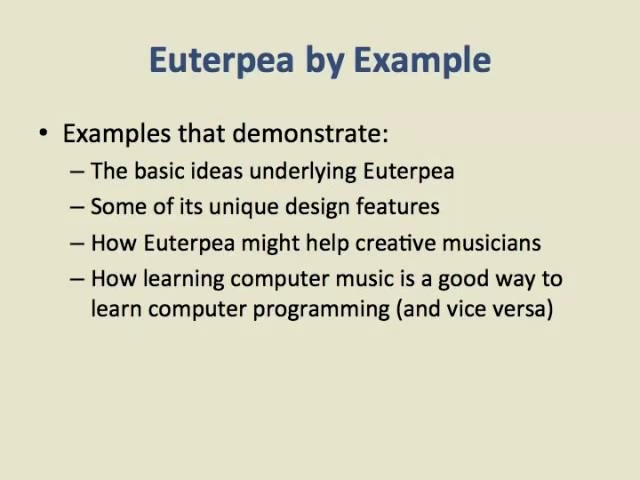 Euterpea by Example
• Examples that demonstrate:
– The basic ideas underlying Euterpea
– Some of its unique design features
– How Euterpea might help creative musicians
– How learning computer music is a good way to
learn computer programming (and vice versa)